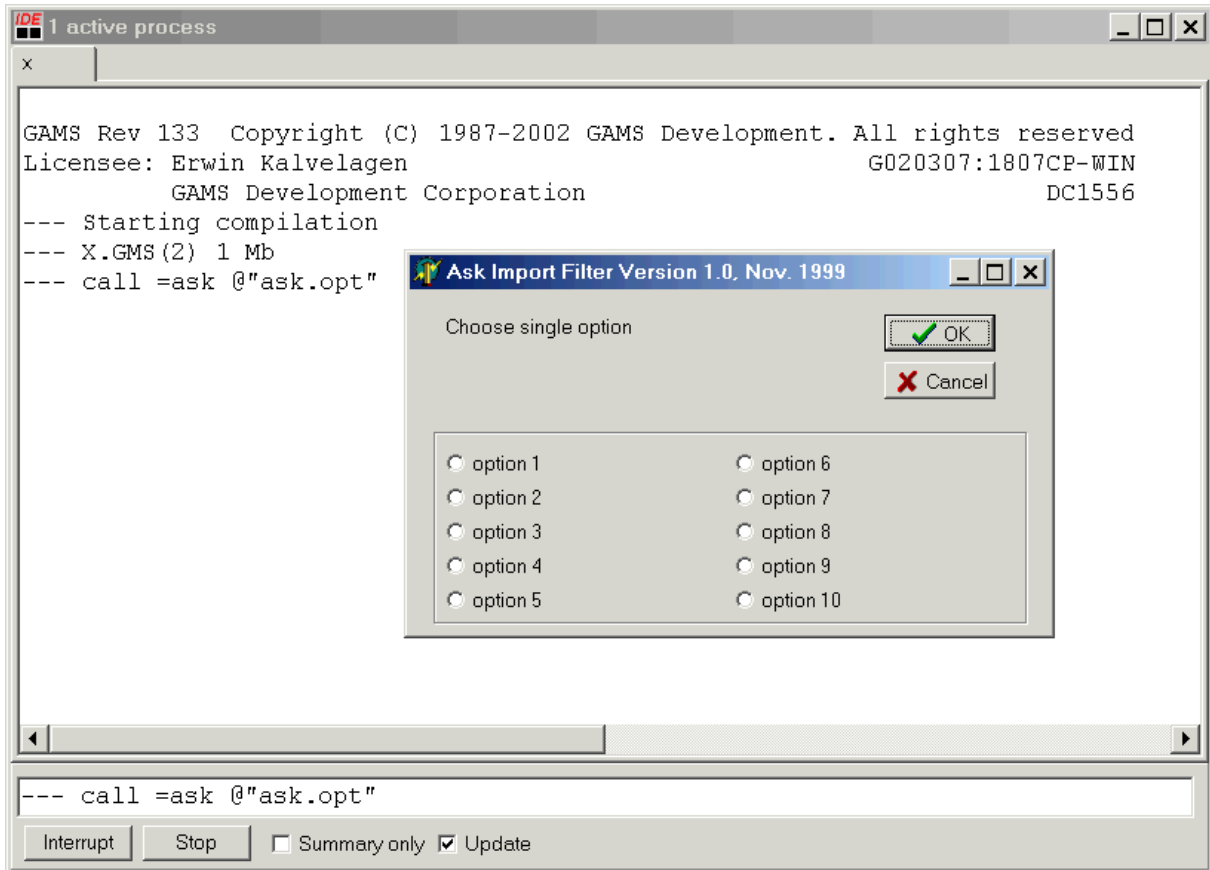 IDE 1 active process
x
GAMS Rev 133  Copyright (C) 1987-2002 GAMS Development. All rights reserved
Licensee: Erwin Kalvelagen G020307:1807CP-WIN
GAMS Development Corporation DC1556
--- Starting compilation
--- X.GMS(2) 1 Mb
--- call =ask @"ask.opt"
Ask Import Filter Version 1.0, Nov. 1999
Choose single option
OK
Cancel
option 1
option 2
option 3
option 4
option 5
option 6
option 7
option 8
option 9
option 10
--- call =ask @"ask.opt"
Interrupt Stop Summary only Update